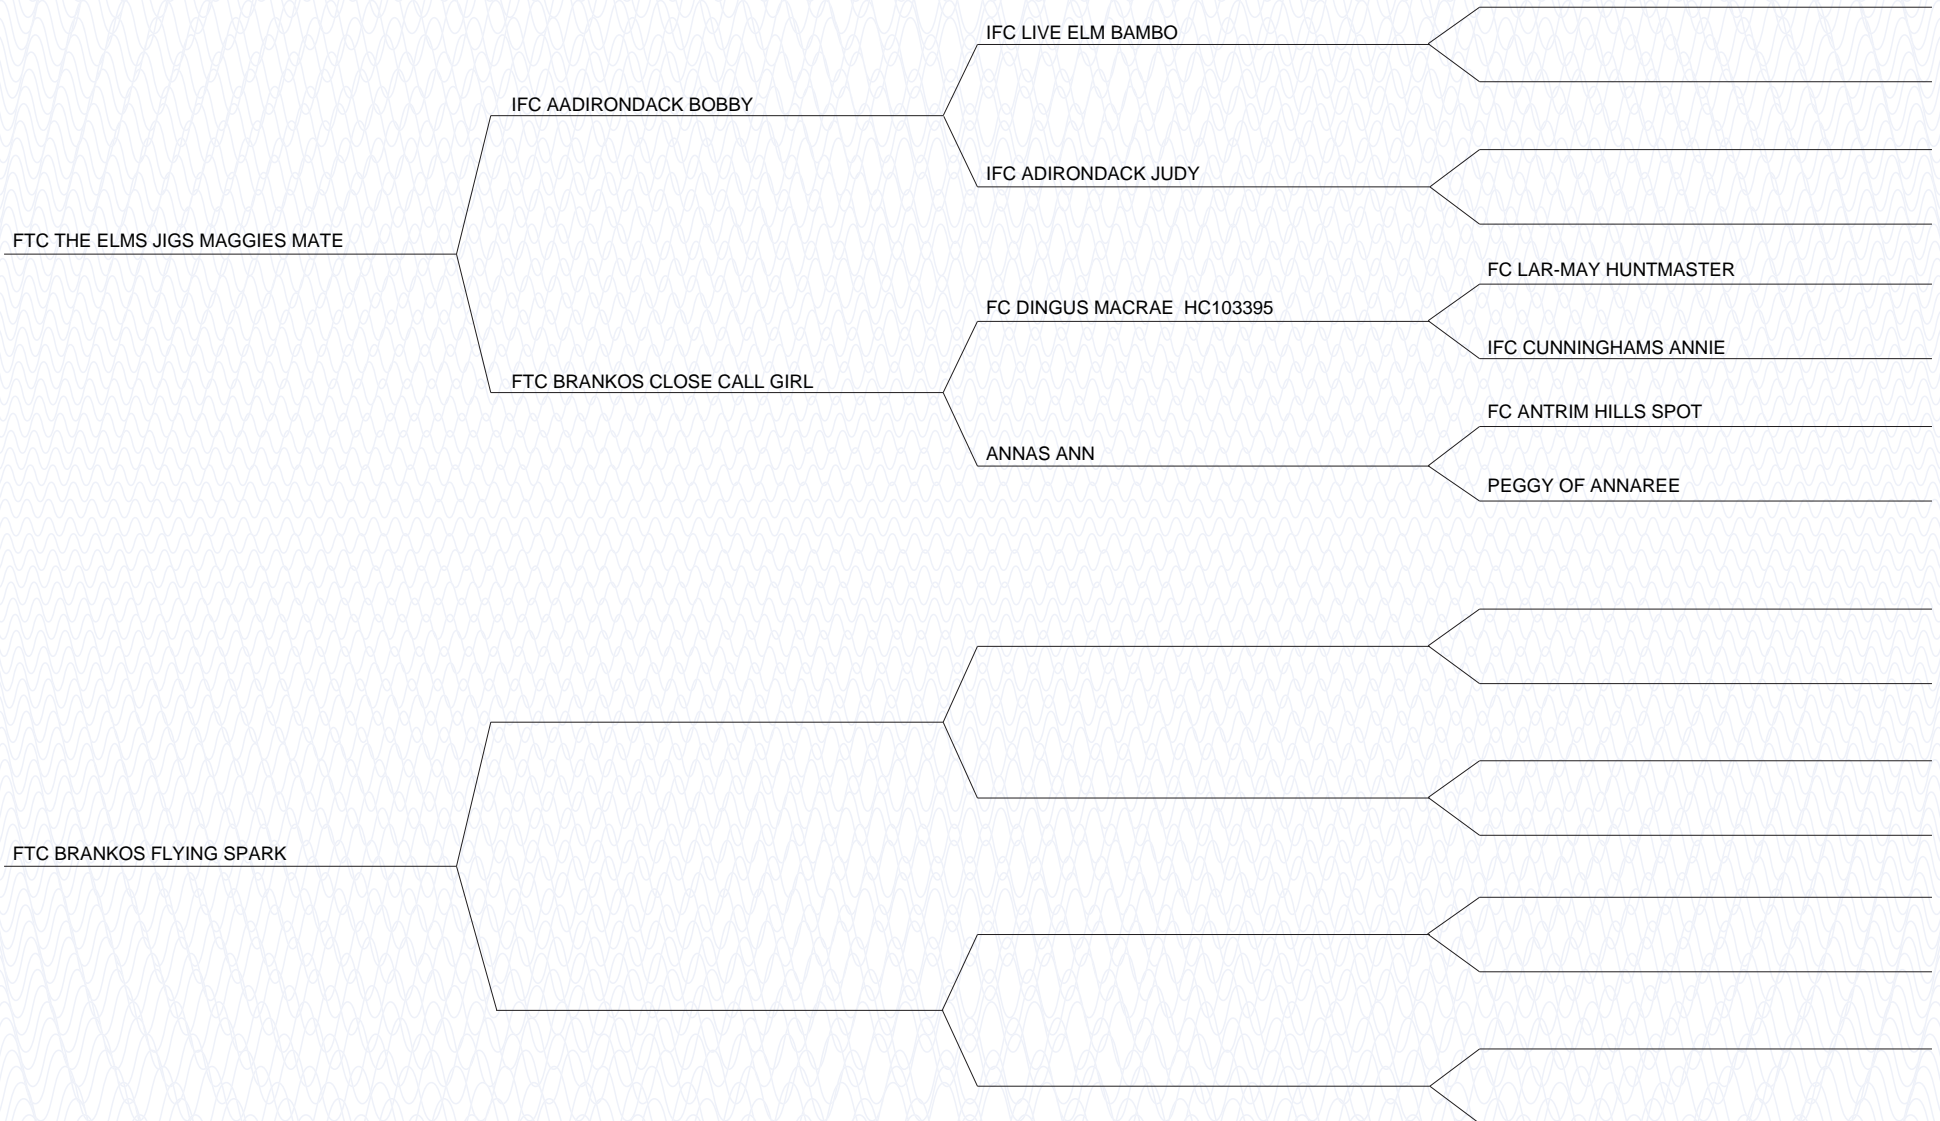 IFC LIVE ELM BAMBO
IFC AADIRONDACK BOBBY
IFC ADIRONDACK JUDY
FTC THE ELMS JIGS MAGGIES MATE
FC LAR-MAY HUNTMASTER
FC DINGUS MACRAE  HC103395
IFC CUNNINGHAMS ANNIE
FTC BRANKOS CLOSE CALL GIRL
FC ANTRIM HILLS SPOT
ANNAS ANN
PEGGY OF ANNAREE
FTC BRANKOS FLYING SPARK